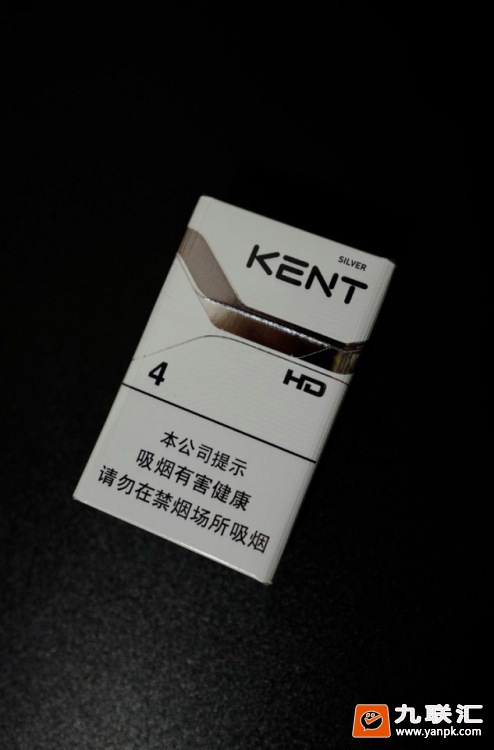 SILVER
KENT
4
HD
本公司提示
吸烟有害健康
请勿在禁烟场所吸烟
九联汇
www.yanpk.com